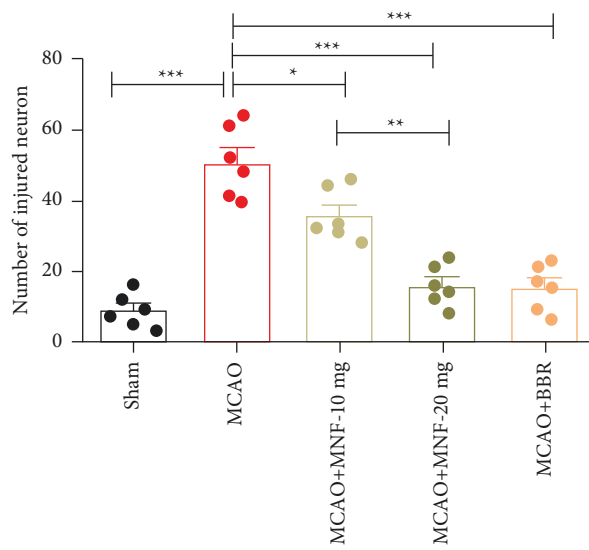 ***
***
***
*
**
Number of injured neuron
80
60
40
20
0
Sham
MCAO
MCAO+MNF-10 mg
MCAO+MNF-20 mg
MCAO+BBR